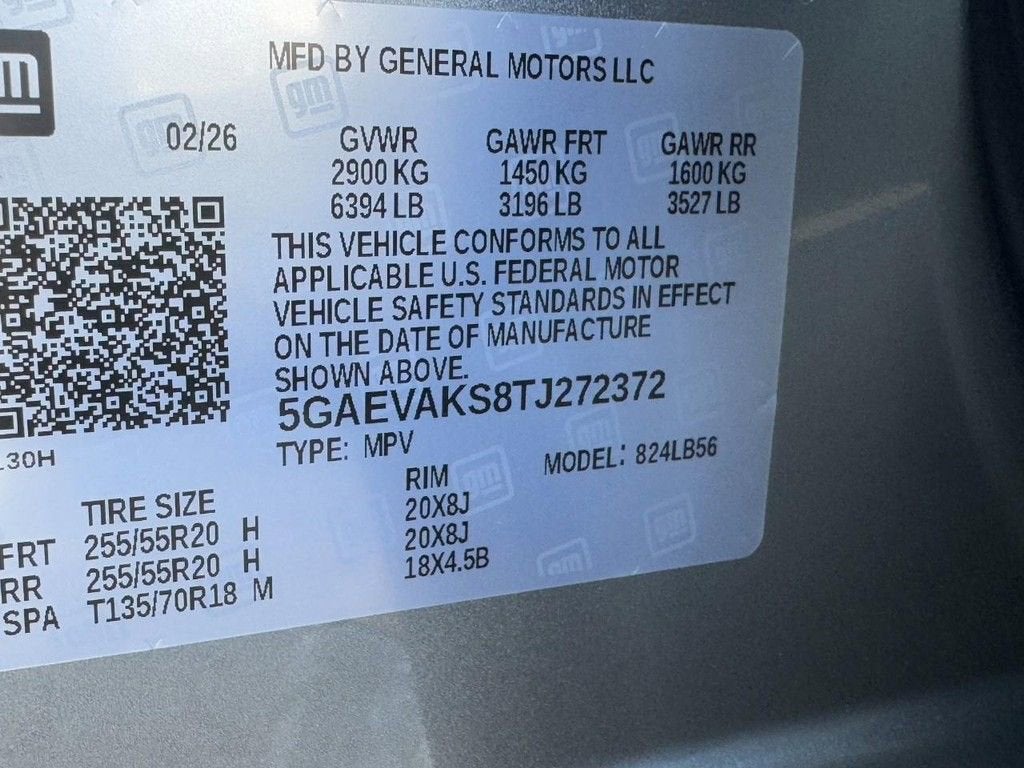 gm
MFD BY GENERAL MOTORS LLC
02/26 GVWR GAWR FRT GAWR RR
2900 KG 1450 KG 1600 KG
6394 LB 3196 LB 3527 LB
THIS VEHICLE CONFORMS TO ALL
APPLICABLE U.S. FEDERAL MOTOR
VEHICLE SAFETY STANDARDS IN EFFECT
ON THE DATE OF MANUFACTURE
SHOWN ABOVE.
5GAEVAKS8TJ272372
TYPE: MPV MODEL: 824LB56
L30H
TIRE SIZE RIM
FRT 255/55R20 H 20X8J
RR 255/55R20 H 20X8J
SPA T135/70R18 M 18X4.5B